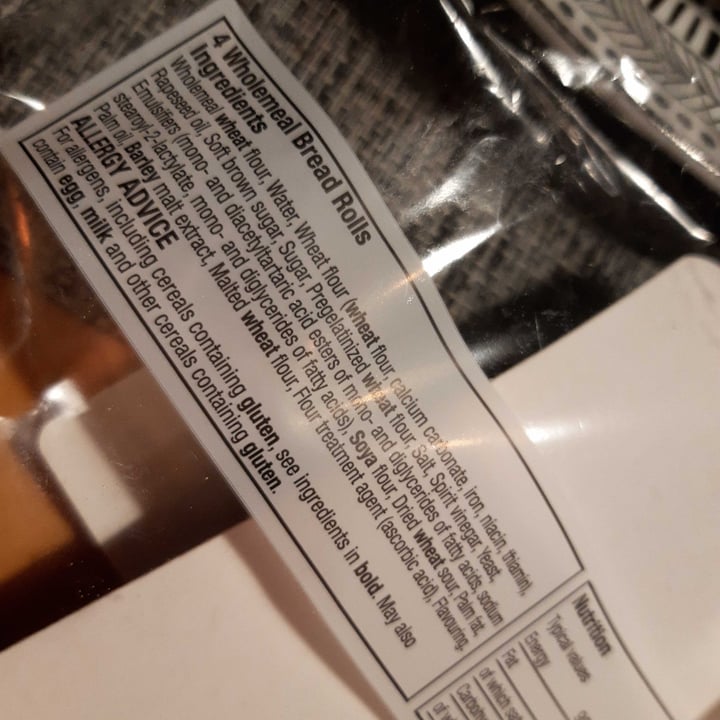 4 Wholemeal Bread Rolls
Ingredients
Wholemeal wheat flour, Water, Wheat flour (wheat flour, calcium carbonate, iron, niacin, thiamin),
Rapeseed oil, Soft brown sugar, Sugar, Pregelatinized wheat flour, Salt, Spirit vinegar, Yeast,
Emulsifiers (mono- and diacetyltartaric acid esters of mono- and diglycerides of fatty acids, sodium
stearoyl-2-lactylate, mono- and diglycerides of fatty acids), Soya flour, Dried wheat sour, Palm fat,
Palm oil, Barley malt extract, Malted wheat flour, Flour treatment agent (ascorbic acid), Flavouring.
ALLERGY ADVICE
For allergens, including cereals containing gluten, see ingredients in bold. May also
contain egg, milk and other cereals containing gluten.
Nutrition
Typical values
Energy
Fat
of which